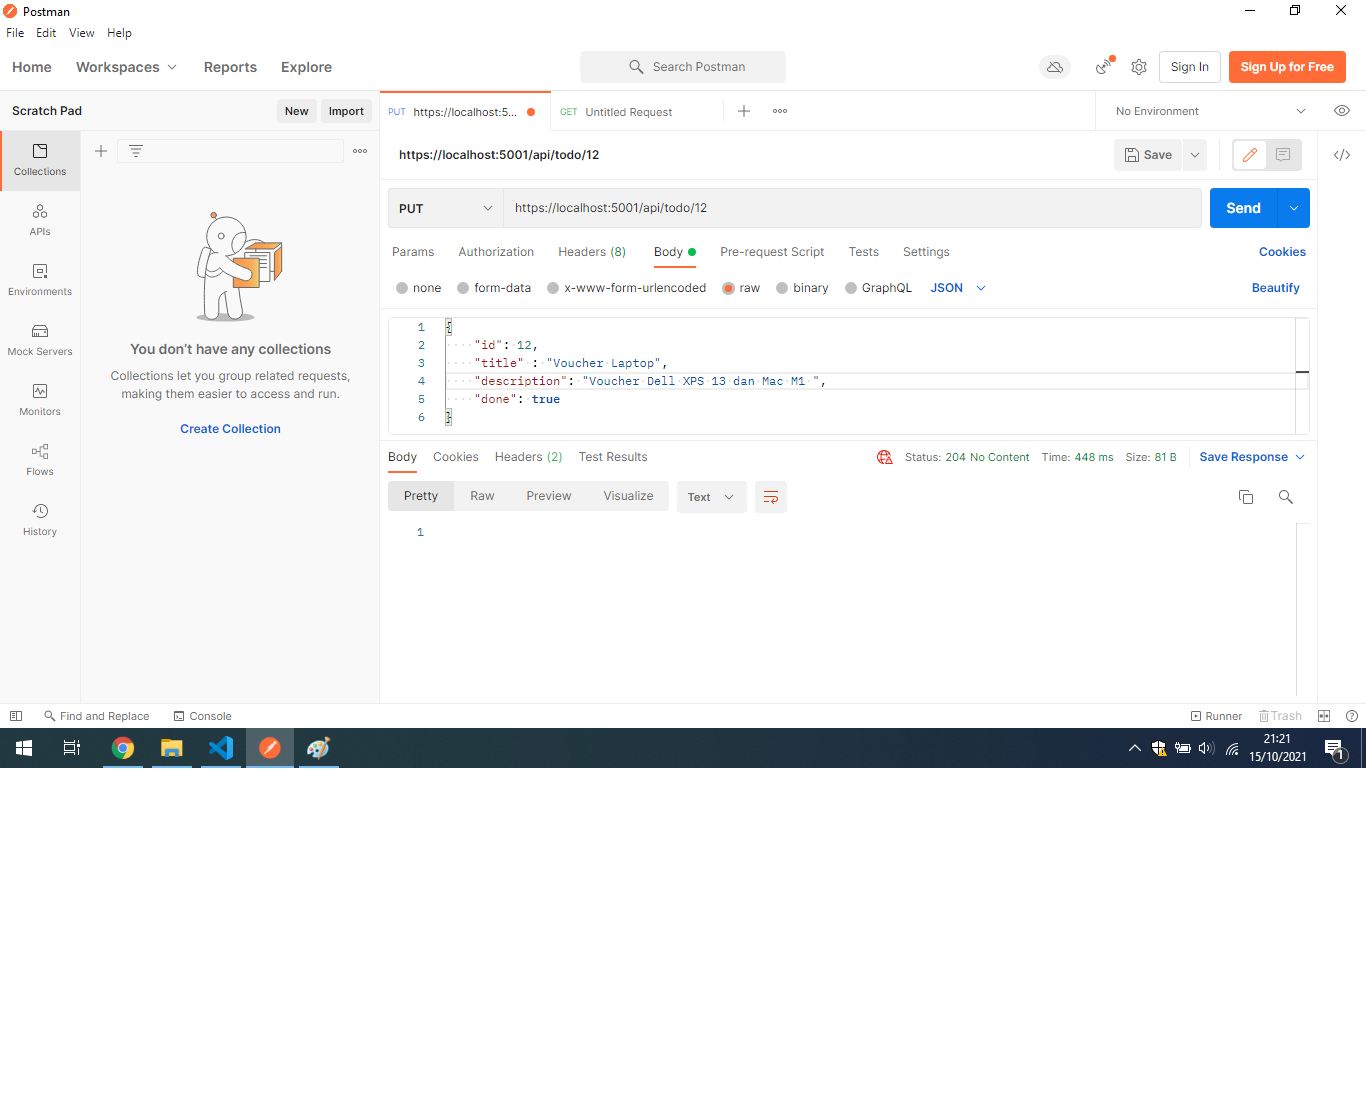 Postman
File Edit View Help
Home Workspaces Reports Explore Search Postman Sign In Sign Up for Free
Scratch Pad New Import PUT https://localhost:5... GET Untitled Request No Environment
Collections
https://localhost:5001/api/todo/12 Save
PUT https://localhost:5001/api/todo/12 Send
APIs
Params Authorization Headers (8) Body Pre-request Script Tests Settings Cookies
Environments
none form-data x-www-form-urlencoded raw binary GraphQL JSON Beautify
1 {
2 "id": 12,
3 "title" : "Voucher Laptop",
4 "description": "Voucher Dell XPS 13 dan Mac M1 ",
5 "done": true
6 }
Mock Servers
You don't have any collections
Collections let you group related requests,
making them easier to access and run.
Create Collection
Monitors
Flows
History
Body Cookies Headers (2) Test Results Status: 204 No Content Time: 448 ms Size: 81 B Save Response
Pretty Raw Preview Visualize Text
1
Find and Replace Console Runner Trash
21:21
15/10/2021
1